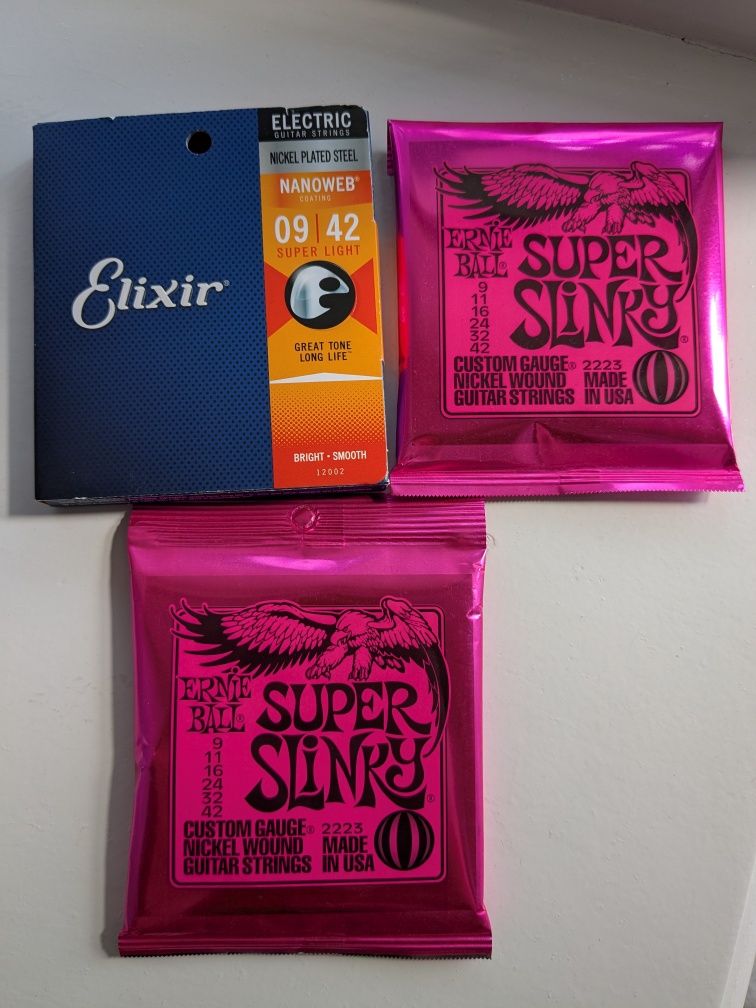 ELECTRIC
GUITAR STRINGS
NICKEL PLATED STEEL
NANOWEB®
COATING
09 | 42
SUPER LIGHT
Elixir®
GREAT TONE
LONG LIFE™
BRIGHT • SMOOTH
12002
ERNIE
BALL®
SUPER
SLINKY®
9
11
16
24
32
42
CUSTOM GAUGE® 2223
NICKEL WOUND MADE
GUITAR STRINGS IN USA
ERNIE
BALL®
SUPER
SLINKY®
9
11
16
24
32
42
CUSTOM GAUGE® 2223
NICKEL WOUND MADE
GUITAR STRINGS IN USA